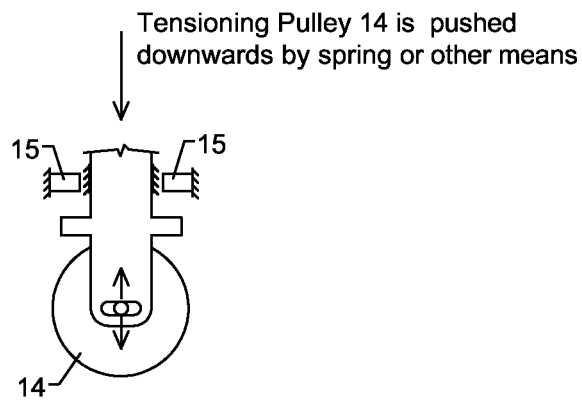 Tensioning Pulley 14 is pushed
downwards by spring or other means
15 15
14